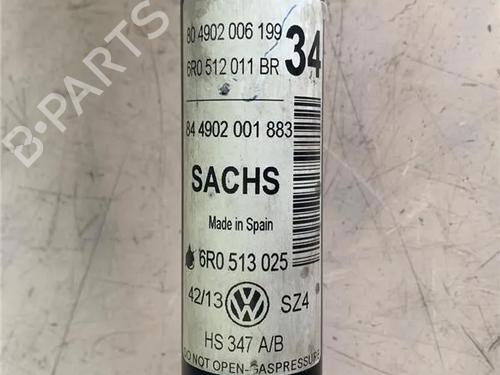 80 4902 006 199
6R0 512 011 BR
34
84 4902 001 883
SACHS
Made in Spain
6R0 513 025
42/13 SZ4
HS 347 A/B
DO NOT OPEN-GASPRESSURE
B-PARTS